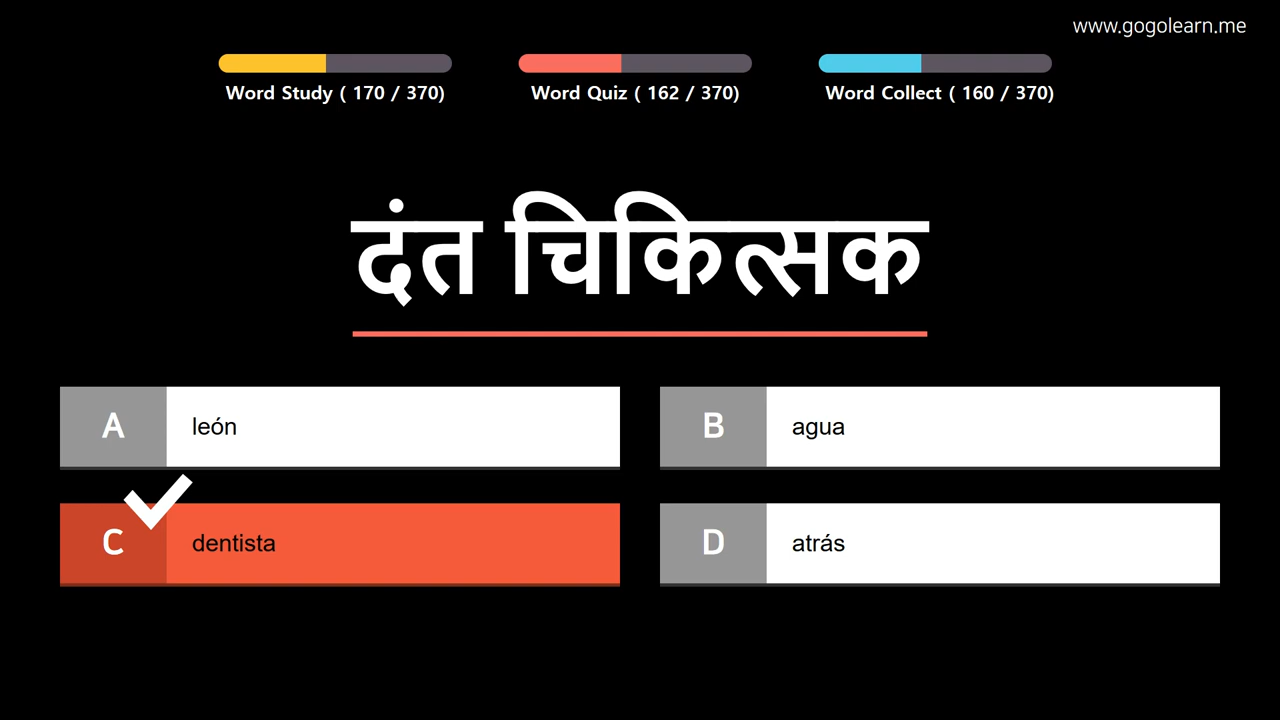 www.gogolearn.me
Word Study ( 170 / 370)
Word Quiz ( 162 / 370)
Word Collect ( 160 / 370)
दंत चिकित्सक
A león
B agua
C dentista
D atrás